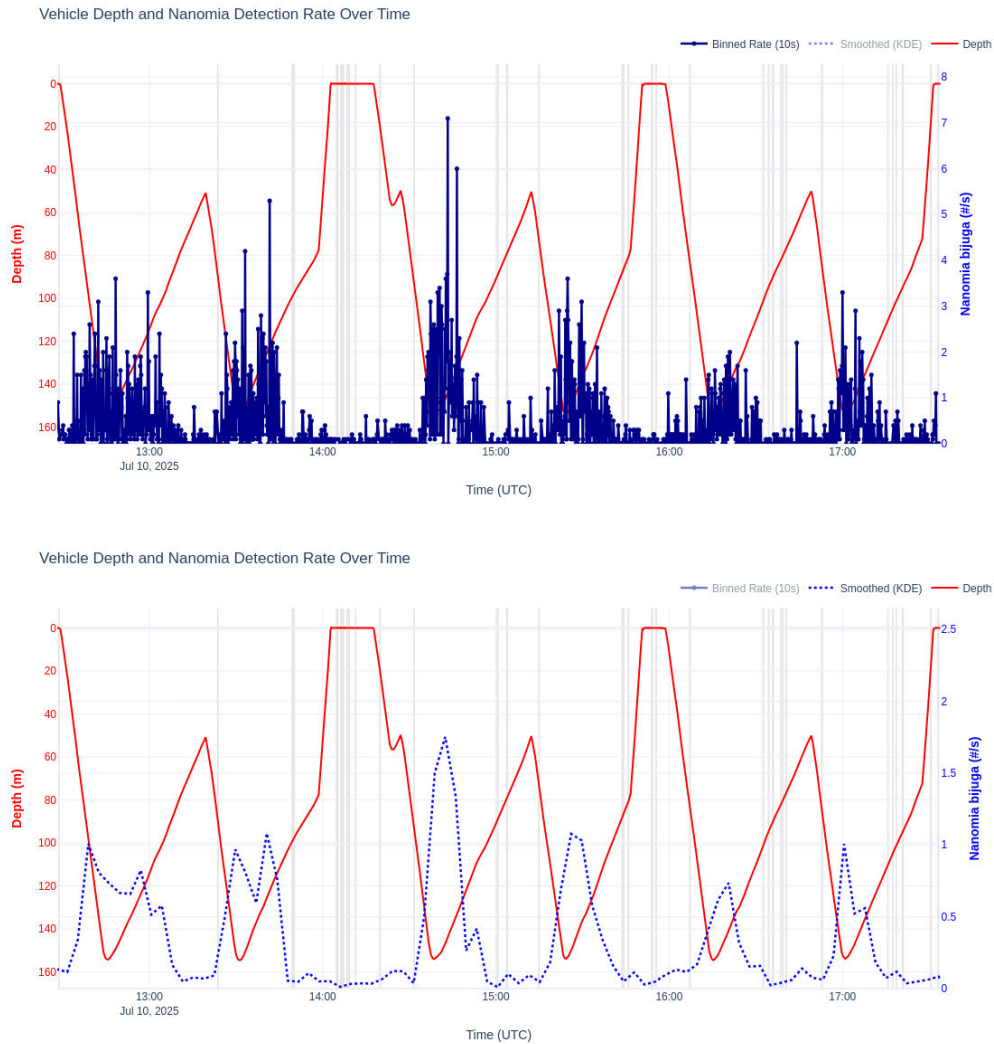 Vehicle Depth and Nanomia Detection Rate Over Time
Binned Rate (10s) Smoothed (KDE) Depth
0
20
40
60
80
100
120
140
160
Depth (m)
8
7
6
5
4
3
2
1
0
Nanomia bijuga (#/s)
13:00 14:00 15:00 16:00 17:00
Jul 10, 2025
Time (UTC)
Vehicle Depth and Nanomia Detection Rate Over Time
Binned Rate (10s) Smoothed (KDE) Depth
0
20
40
60
80
100
120
140
160
Depth (m)
2.5
2
1.5
1
0.5
0
Nanomia bijuga (#/s)
13:00 14:00 15:00 16:00 17:00
Jul 10, 2025
Time (UTC)